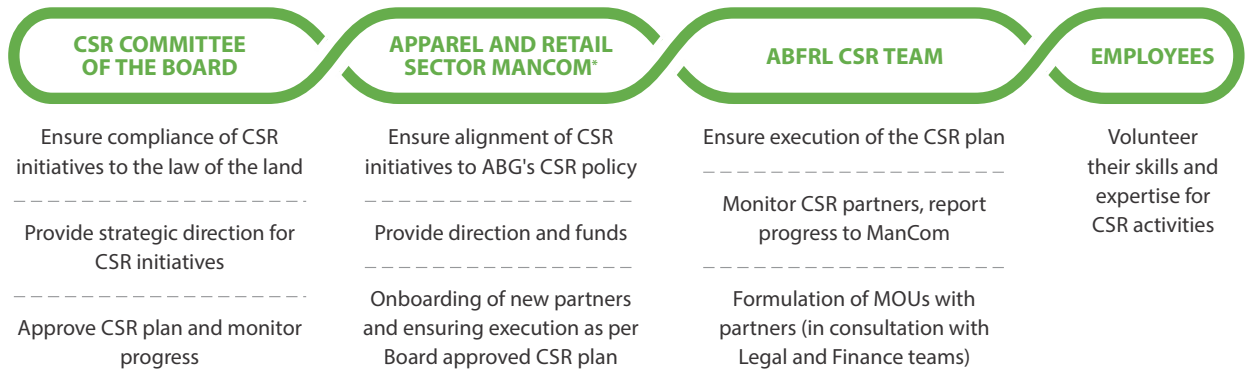 CSR COMMITTEE
OF THE BOARD
Ensure compliance of CSR
initiatives to the law of the land
Provide strategic direction for
CSR initiatives
Approve CSR plan and monitor
progress
APPAREL AND RETAIL
SECTOR MANCOM*
Ensure alignment of CSR
initiatives to ABG's CSR policy
Provide direction and funds
Onboarding of new partners
and ensuring execution as per
Board approved CSR plan
ABFRL CSR TEAM
Ensure execution of the CSR plan
Monitor CSR partners, report
progress to ManCom
Formulation of MOUs with
partners (in consultation with
Legal and Finance teams)
EMPLOYEES
Volunteer
their skills and
expertise for
CSR activities